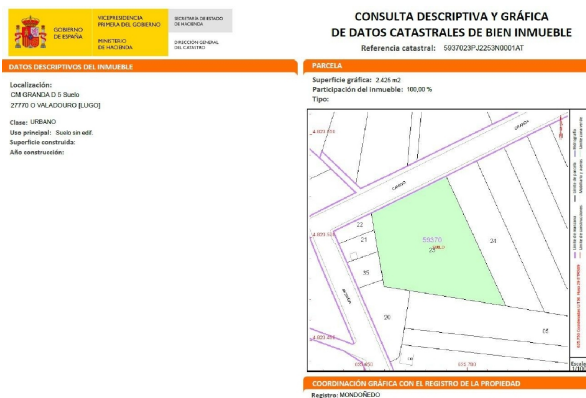 GOBIERNO
DE ESPAÑA
VICEPRESIDENCIA
PRIMERA DEL GOBIERNO
MINISTERIO
DE HACIENDA
SECRETARÍA DE ESTADO
DE HACIENDA
DIRECCIÓN GENERAL
DEL CATASTRO
CONSULTA DESCRIPTIVA Y GRÁFICA
DE DATOS CATASTRALES DE BIEN INMUEBLE
Referencia catastral: 5937023PJ2253N0001AT
DATOS DESCRIPTIVOS DEL INMUEBLE
Localización:
CM GRANDA D 5 Suelo
27770 O VALADOURO [LUGO]
Clase: URBANO
Uso principal: Suelo sin edif.
Superficie construida:
Año construcción:
PARCELA
Superficie gráfica: 2.426 m2
Participación del inmueble: 100,00 %
Tipo:
GRANDA
CAMINO
22
21
35
59370
23
24
20
05
COORDINACIÓN GRÁFICA CON EL REGISTRO DE LA PROPIEDAD
Registro: MONDOÑEDO